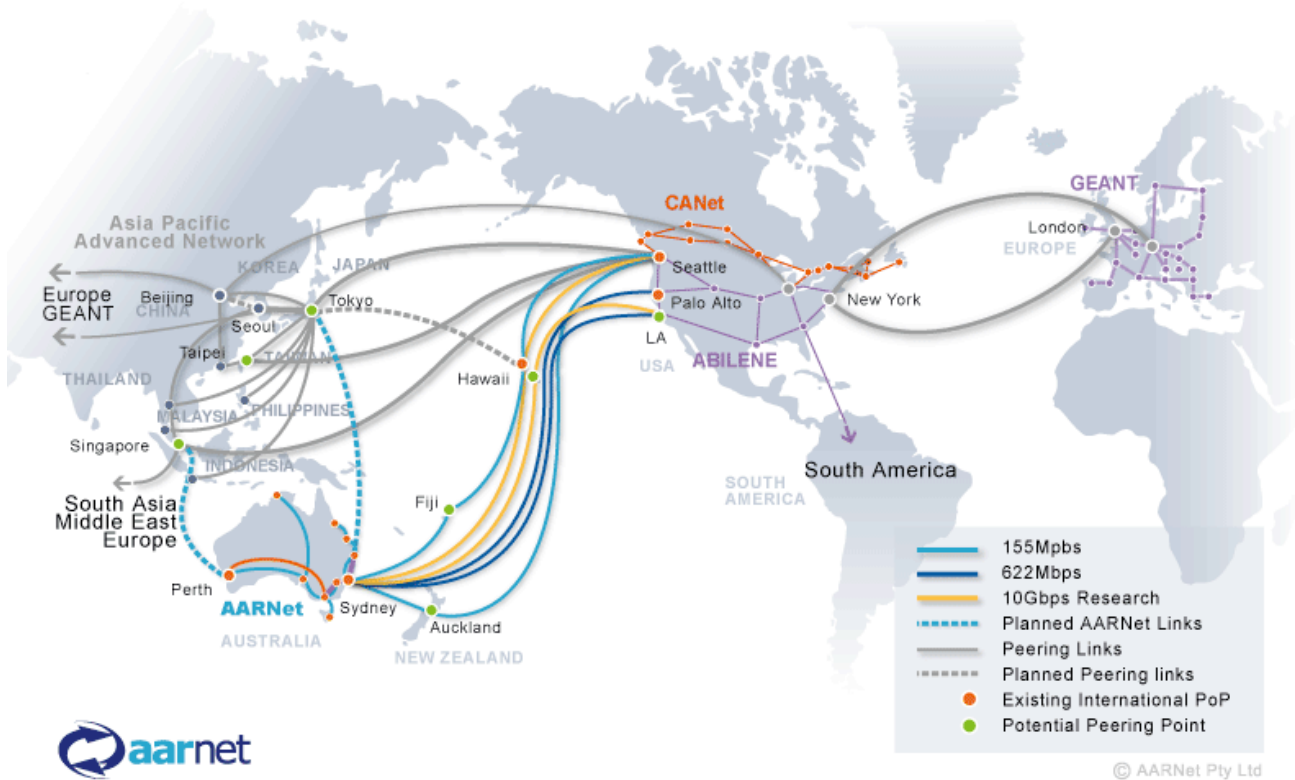 GEANT
CANet
Asia Pacific
Advanced Network
London
EUROPE
KOREA
JAPAN
Seattle
Europe
GEANT
Beijing
CHINA
Tokyo
Palo Alto
New York
Seoul
LA
Taipei
TAIWAN
USA
ABILENE
THAILAND
Hawaii
MALAYSIA
PHILIPPINES
Singapore
INDONESIA
South America
SOUTH
AMERICA
South Asia
Middle East
Europe
Fiji
Perth
AARNet
Sydney
Auckland
AUSTRALIA
NEW ZEALAND
155Mpbs
622Mbps
10Gbps Research
Planned AARNet Links
Peering Links
Planned Peering links
Existing International PoP
Potential Peering Point
aarnet
© AARNet Pty Ltd